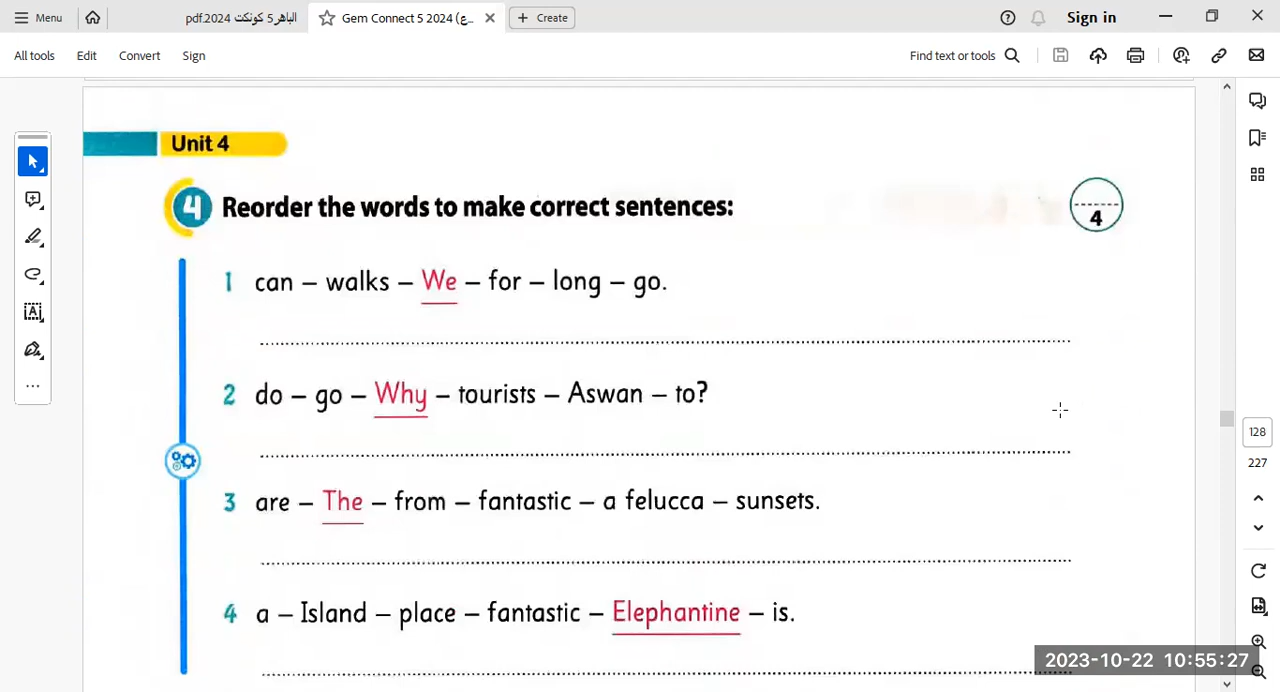 Menu
الباهر5 كونكت 2024.pdf
Gem Connect 5 2024 (ع...
Create
Sign in
All tools
Edit
Convert
Sign
Find text or tools
Unit 4
4 Reorder the words to make correct sentences:
4
1 can – walks – We – for – long – go.
2 do – go – Why – tourists – Aswan – to?
3 are – The – from – fantastic – a felucca – sunsets.
4 a – Island – place – fantastic – Elephantine – is.
128
227
2023-10-22 10:55:27